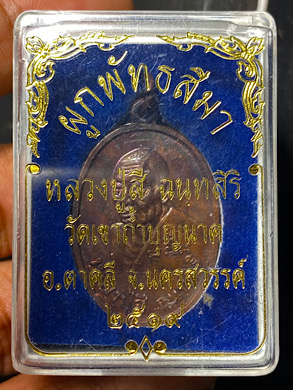 ผูกพัทธสีมา
หลวงปู่สี ฉนฺทสิริ
วัดเขาถ้ำบุญนาค
อ.ตาคลี จ.นครสวรรค์
๒๕๑๙